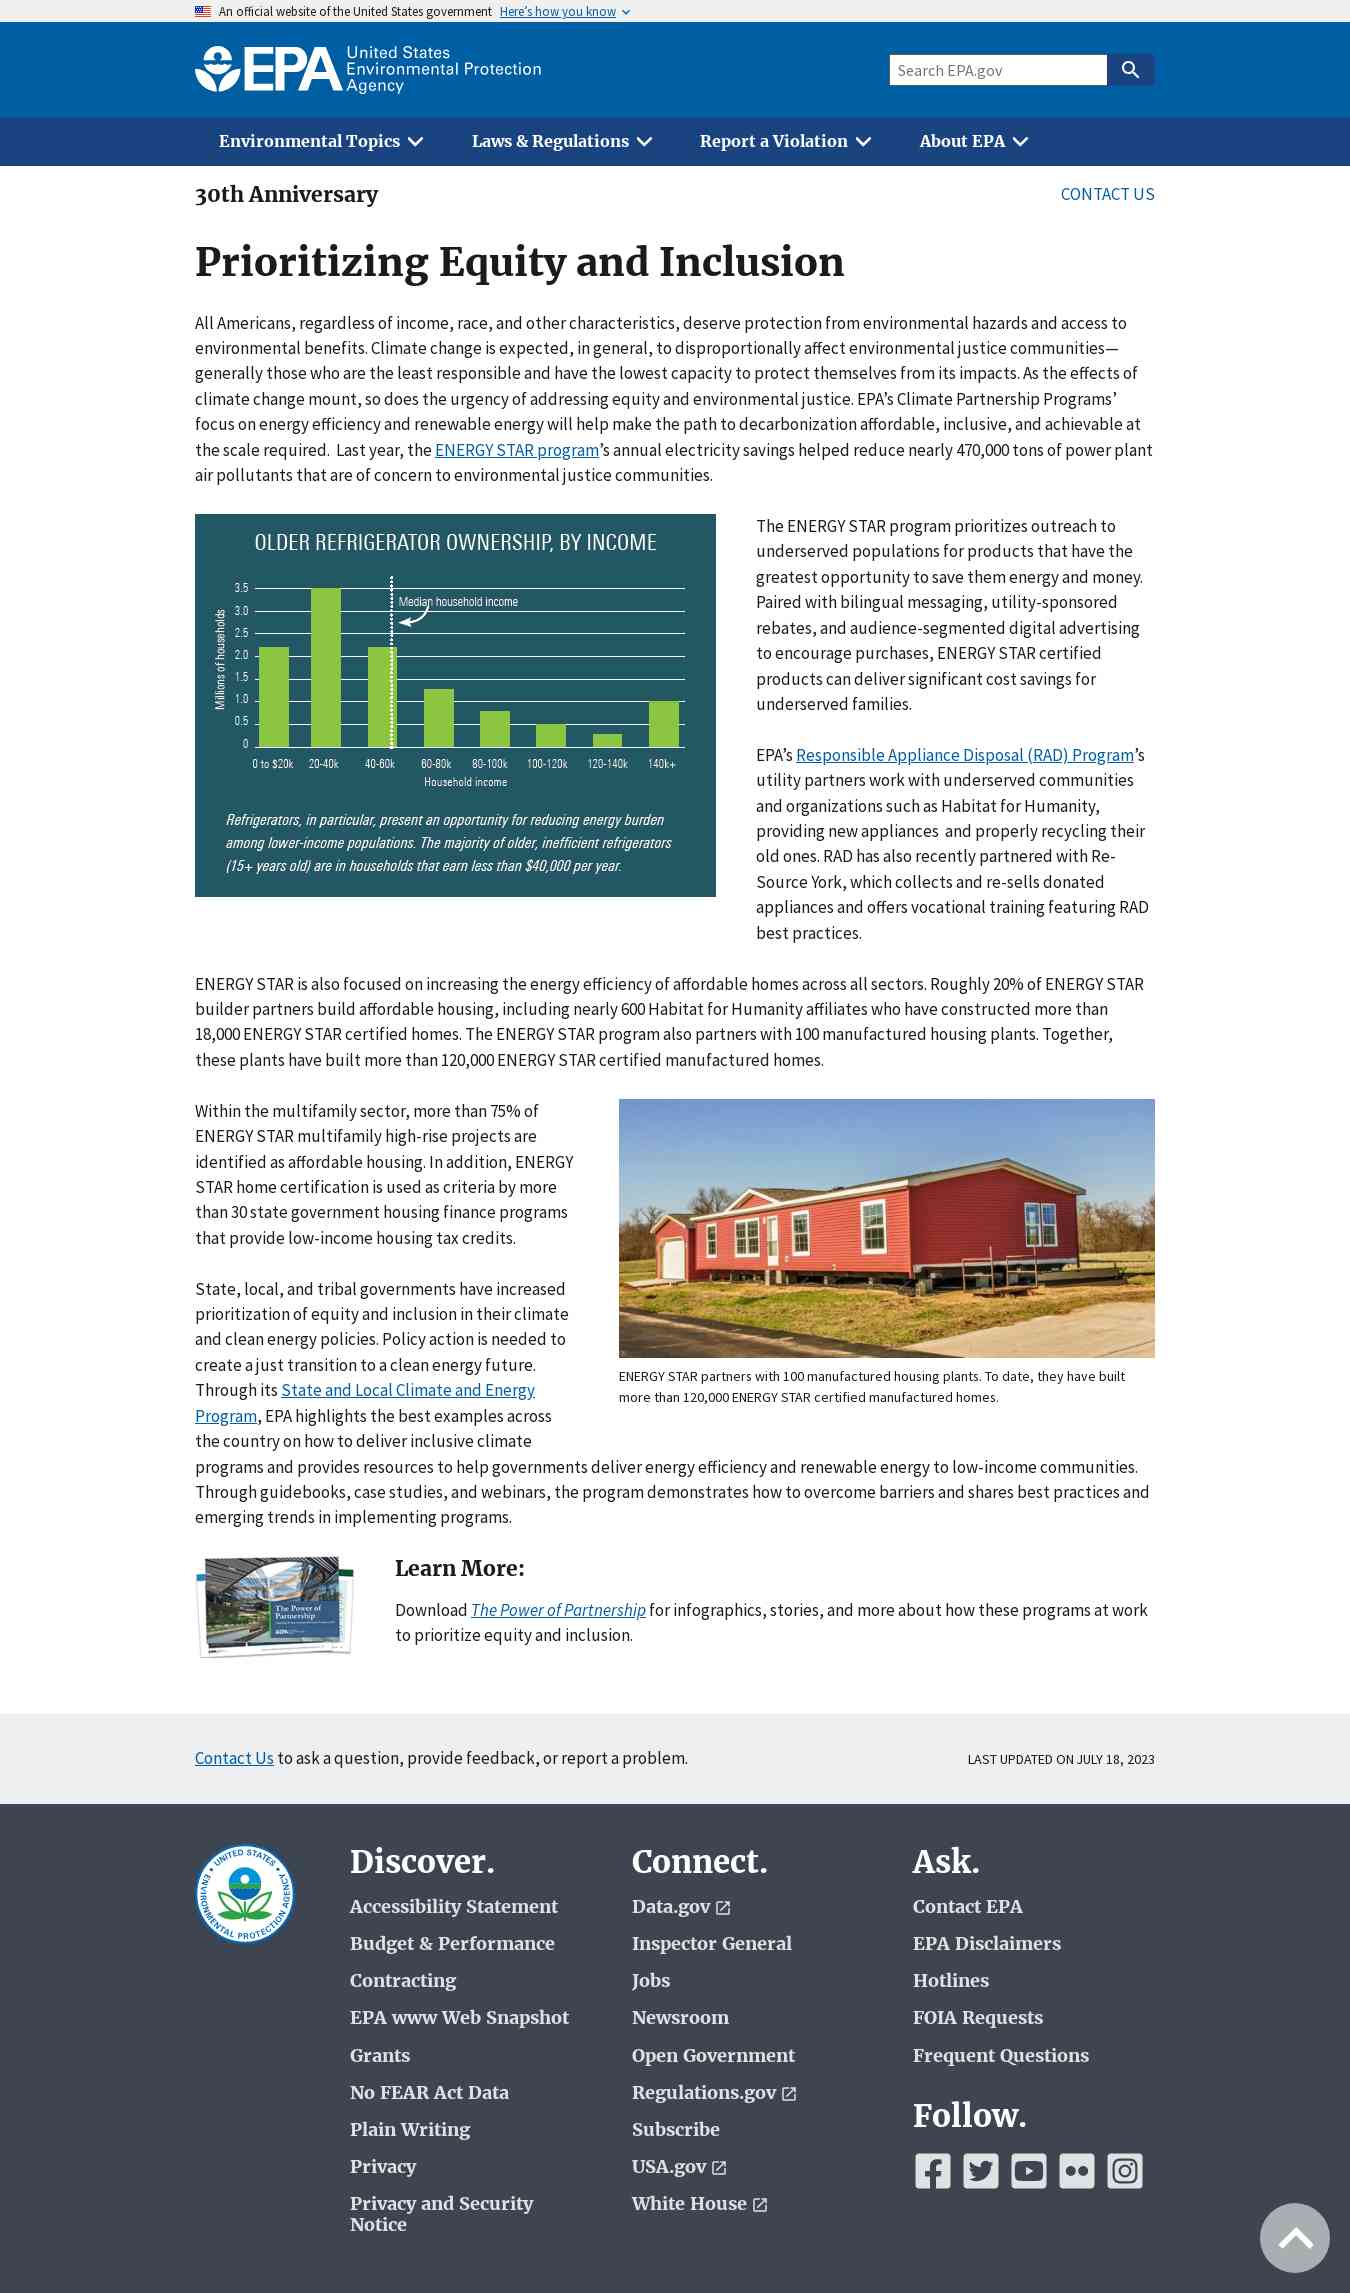 An official website of the United States government Here’s how you know
EPA United States
Environmental Protection
Agency
Search EPA.gov
Environmental Topics Laws & Regulations Report a Violation About EPA
30th Anniversary CONTACT US
Prioritizing Equity and Inclusion
All Americans, regardless of income, race, and other characteristics, deserve protection from environmental hazards and access to
environmental benefits. Climate change is expected, in general, to disproportionally affect environmental justice communities—
generally those who are the least responsible and have the lowest capacity to protect themselves from its impacts. As the effects of
climate change mount, so does the urgency of addressing equity and environmental justice. EPA’s Climate Partnership Programs’
focus on energy efficiency and renewable energy will help make the path to decarbonization affordable, inclusive, and achievable at
the scale required.  Last year, the ENERGY STAR program’s annual electricity savings helped reduce nearly 470,000 tons of power plant
air pollutants that are of concern to environmental justice communities.
OLDER REFRIGERATOR OWNERSHIP, BY INCOME
Median household income
Millions of households
3.5
3.0
2.5
2.0
1.5
1.0
0.5
0
0 to $20k 20-40k 40-60k 60-80k 80-100k 100-120k 120-140k 140k+
Household income
Refrigerators, in particular, present an opportunity for reducing energy burden
among lower-income populations. The majority of older, inefficient refrigerators
(15+ years old) are in households that earn less than $40,000 per year.
The ENERGY STAR program prioritizes outreach to
underserved populations for products that have the
greatest opportunity to save them energy and money.
Paired with bilingual messaging, utility-sponsored
rebates, and audience-segmented digital advertising
to encourage purchases, ENERGY STAR certified
products can deliver significant cost savings for
underserved families.
EPA’s Responsible Appliance Disposal (RAD) Program’s
utility partners work with underserved communities
and organizations such as Habitat for Humanity,
providing new appliances  and properly recycling their
old ones. RAD has also recently partnered with Re-
Source York, which collects and re-sells donated
appliances and offers vocational training featuring RAD
best practices.
ENERGY STAR is also focused on increasing the energy efficiency of affordable homes across all sectors. Roughly 20% of ENERGY STAR
builder partners build affordable housing, including nearly 600 Habitat for Humanity affiliates who have constructed more than
18,000 ENERGY STAR certified homes. The ENERGY STAR program also partners with 100 manufactured housing plants. Together,
these plants have built more than 120,000 ENERGY STAR certified manufactured homes.
Within the multifamily sector, more than 75% of
ENERGY STAR multifamily high-rise projects are
identified as affordable housing. In addition, ENERGY
STAR home certification is used as criteria by more
than 30 state government housing finance programs
that provide low-income housing tax credits.
ENERGY STAR partners with 100 manufactured housing plants. To date, they have built
more than 120,000 ENERGY STAR certified manufactured homes.
State, local, and tribal governments have increased
prioritization of equity and inclusion in their climate
and clean energy policies. Policy action is needed to
create a just transition to a clean energy future.
Through its State and Local Climate and Energy
Program, EPA highlights the best examples across
the country on how to deliver inclusive climate
programs and provides resources to help governments deliver energy efficiency and renewable energy to low-income communities.
Through guidebooks, case studies, and webinars, the program demonstrates how to overcome barriers and shares best practices and
emerging trends in implementing programs.
The Power of
Partnership
EPA
Learn More:
Download The Power of Partnership for infographics, stories, and more about how these programs at work
to prioritize equity and inclusion.
Contact Us to ask a question, provide feedback, or report a problem. LAST UPDATED ON JULY 18, 2023
UNITED STATES
ENVIRONMENTAL PROTECTION AGENCY
Discover.
Accessibility Statement
Budget & Performance
Contracting
EPA www Web Snapshot
Grants
No FEAR Act Data
Plain Writing
Privacy
Privacy and Security
Notice
Connect.
Data.gov
Inspector General
Jobs
Newsroom
Open Government
Regulations.gov
Subscribe
USA.gov
White House
Ask.
Contact EPA
EPA Disclaimers
Hotlines
FOIA Requests
Frequent Questions
Follow.